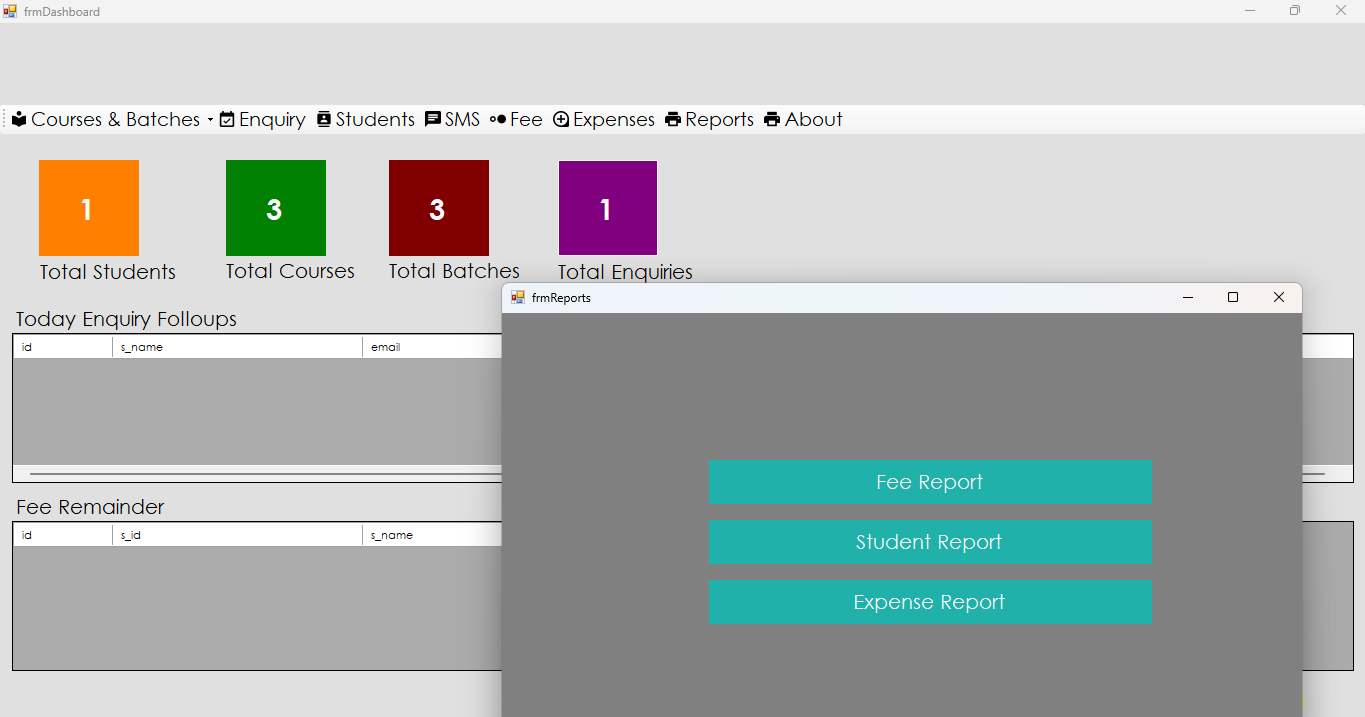 frmDashboard
Courses & Batches Enquiry Students SMS Fee Expenses Reports About
1 3 3 1
Total Students Total Courses Total Batches Total Enquiries
frmReports
Today Enquiry Folloups
id s_name email
Fee Report
Fee Remainder
id s_id s_name
Student Report
Expense Report